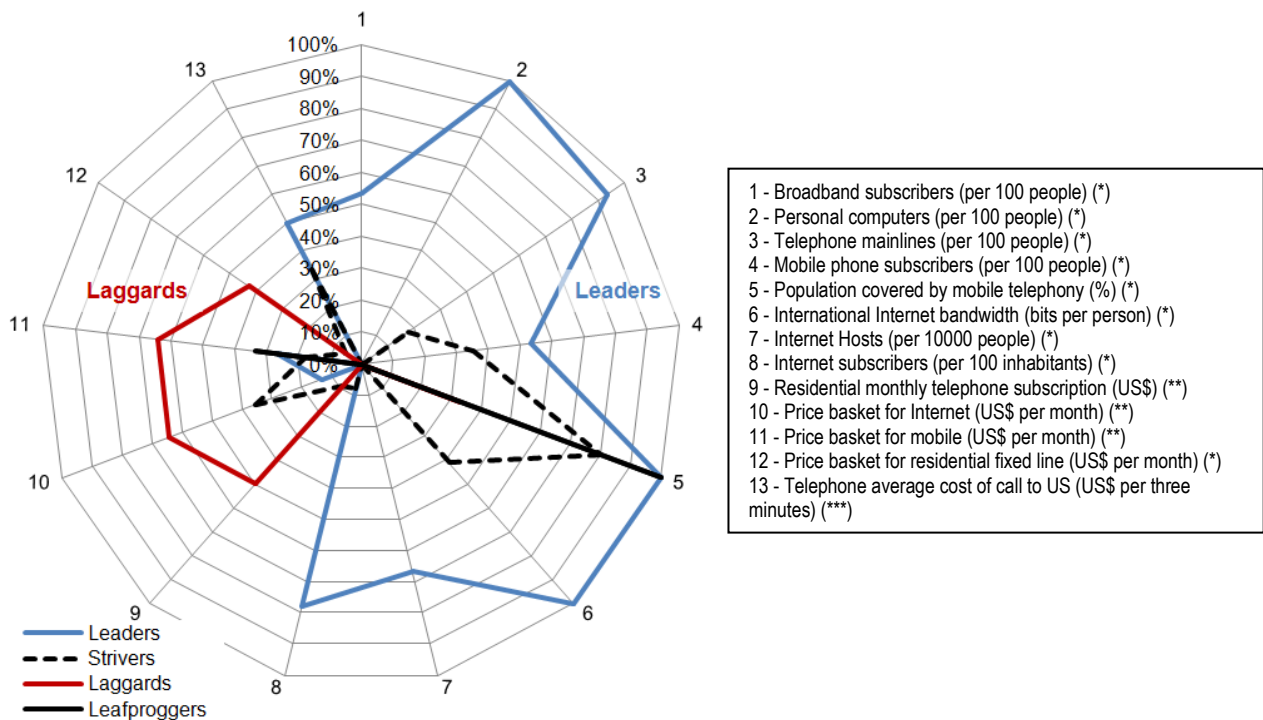 1
100%
90%
80%
70%
60%
50%
40%
30%
20%
10%
0%
2
3
4
5
6
7
8
9
10
11
12
13
Laggards
Leaders
Leaders
Strivers
Laggards
Leafproggers
1 - Broadband subscribers (per 100 people) (*)
2 - Personal computers (per 100 people) (*)
3 - Telephone mainlines (per 100 people) (*)
4 - Mobile phone subscribers (per 100 people) (*)
5 - Population covered by mobile telephony (%) (*)
6 - International Internet bandwidth (bits per person) (*)
7 - Internet Hosts (per 10000 people) (*)
8 - Internet subscribers (per 100 inhabitants) (*)
9 - Residential monthly telephone subscription (US$) (**)
10 - Price basket for Internet (US$ per month) (**)
11 - Price basket for mobile (US$ per month) (**)
12 - Price basket for residential fixed line (US$ per month) (*)
13 - Telephone average cost of call to US (US$ per three
minutes) (***)